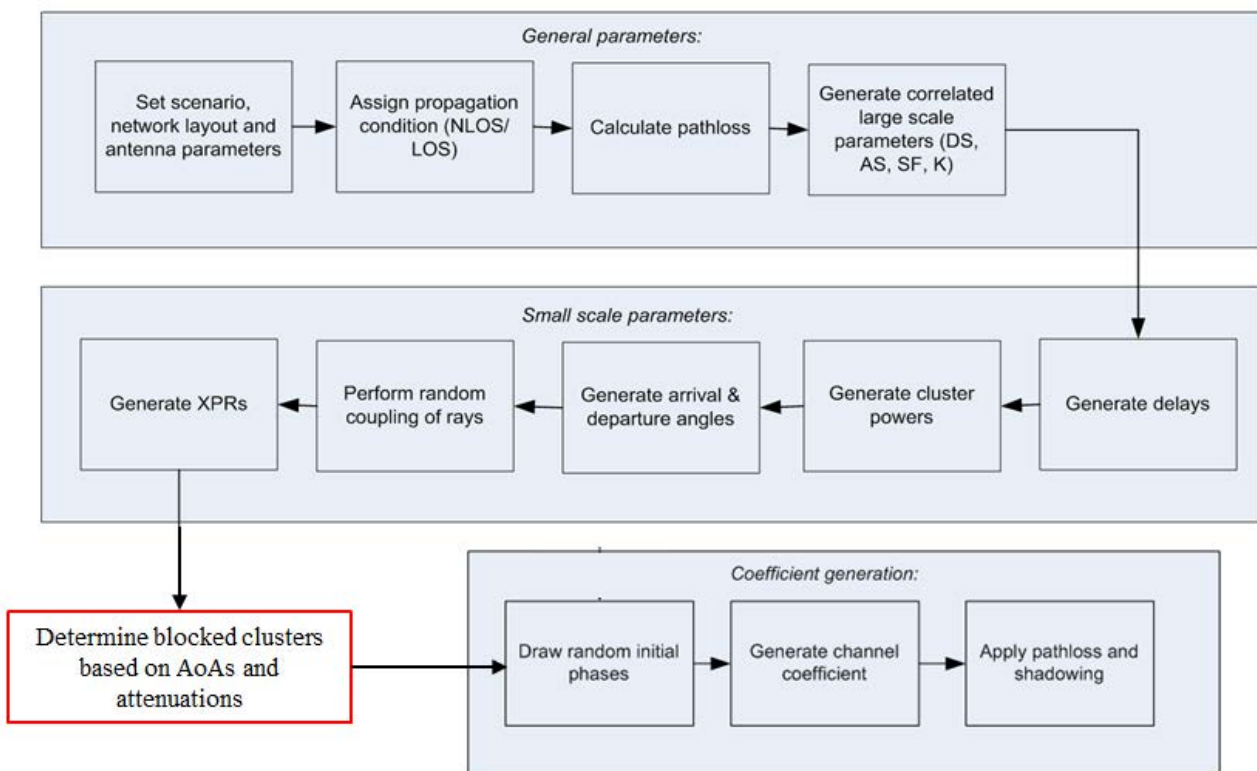 General parameters:
Set scenario,
network layout and
antenna parameters
Assign propagation
condition (NLOS/
LOS)
Calculate pathloss
Generate correlated
large scale
parameters (DS,
AS, SF, K)
Small scale parameters:
Generate XPRs
Perform random
coupling of rays
Generate arrival &
departure angles
Generate cluster
powers
Generate delays
Determine blocked clusters
based on AoAs and
attenuations
Coefficient generation:
Draw random initial
phases
Generate channel
coefficient
Apply pathloss and
shadowing